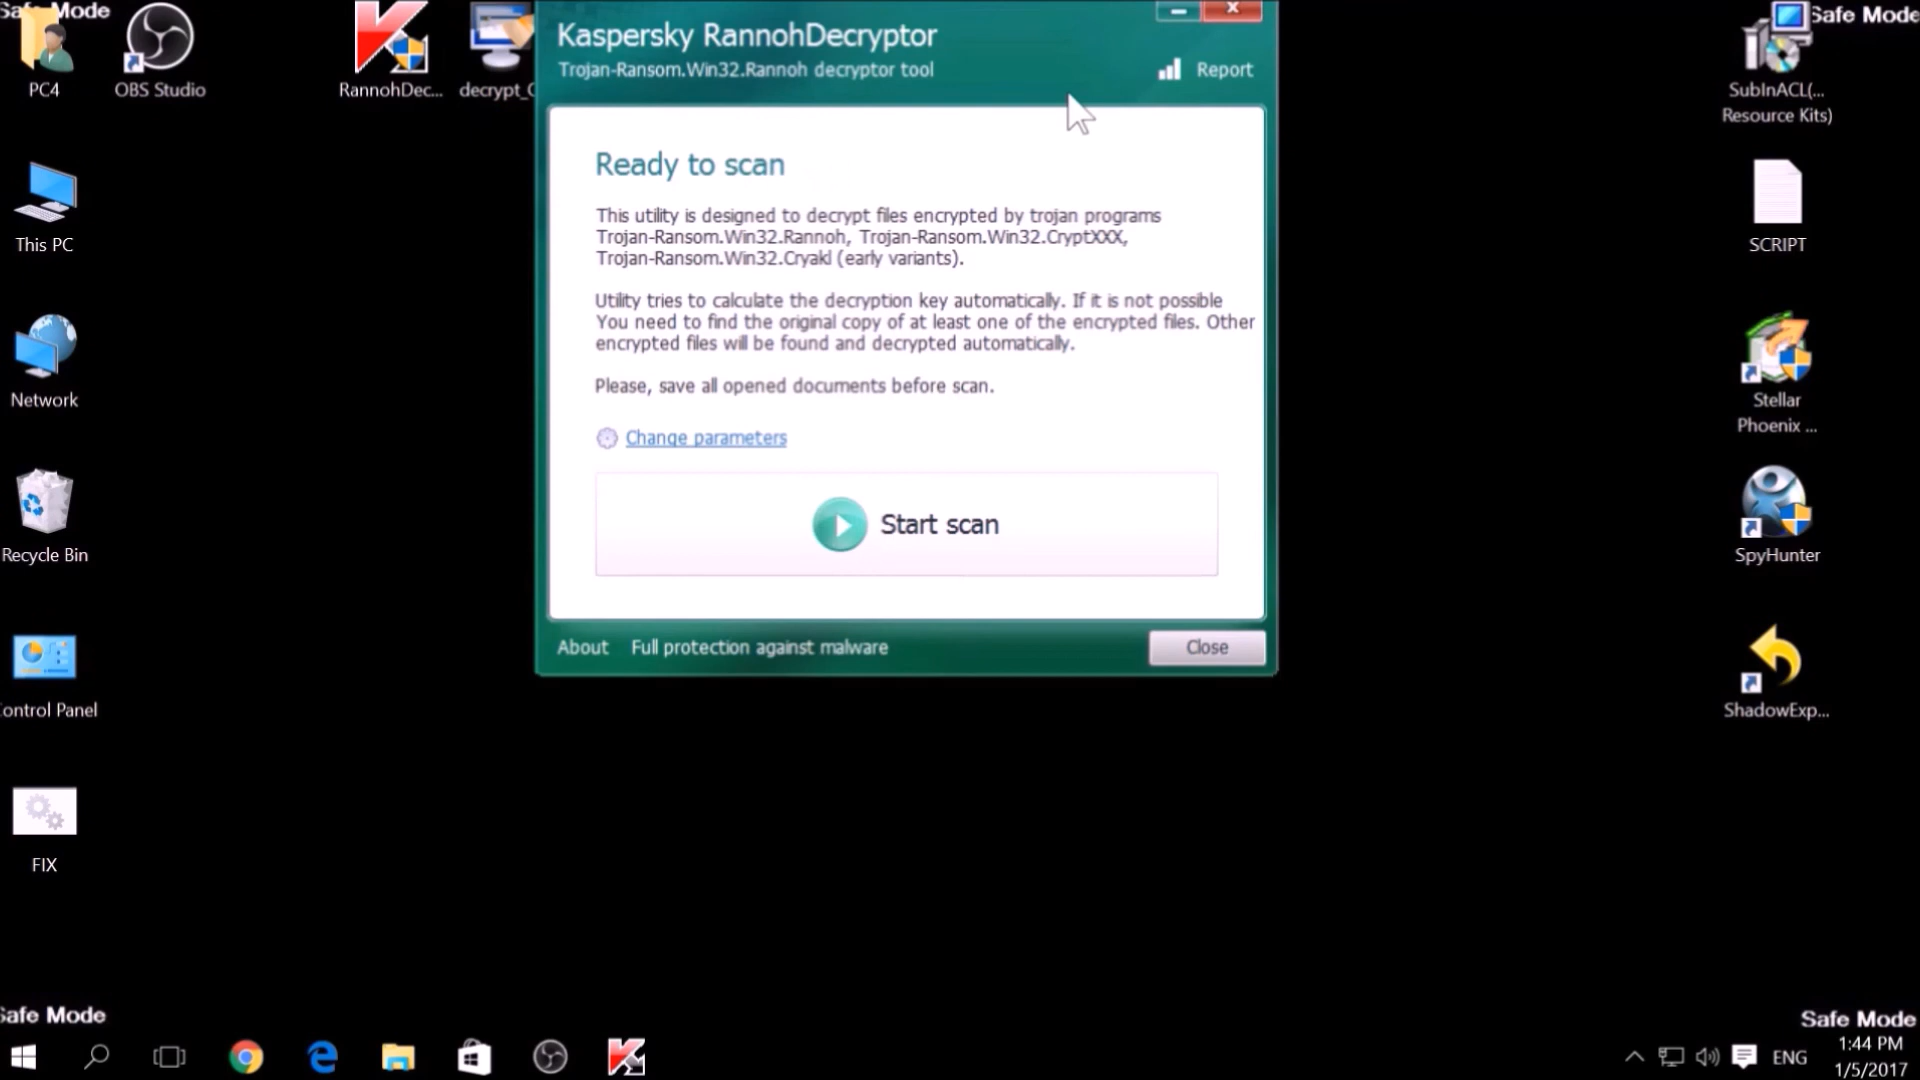 Safe Mode
Safe Mode
PC4
OBS Studio
RannohDec...
decrypt_
SubInACL(...
Resource Kits)
Kaspersky RannohDecryptor
Trojan-Ransom.Win32.Rannoh decryptor tool
Report
Ready to scan
This utility is designed to decrypt files encrypted by trojan programs
Trojan-Ransom.Win32.Rannoh, Trojan-Ransom.Win32.CryptXXX,
Trojan-Ransom.Win32.Cryakl (early variants).
Utility tries to calculate the decryption key automatically. If it is not possible
You need to find the original copy of at least one of the encrypted files. Other
encrypted files will be found and decrypted automatically.
Please, save all opened documents before scan.
Change parameters
Start scan
About
Full protection against malware
Close
This PC
SCRIPT
Network
Stellar
Phoenix ...
Recycle Bin
SpyHunter
ontrol Panel
ShadowExp...
FIX
Safe Mode
Safe Mode
ENG
1:44 PM
1/5/2017